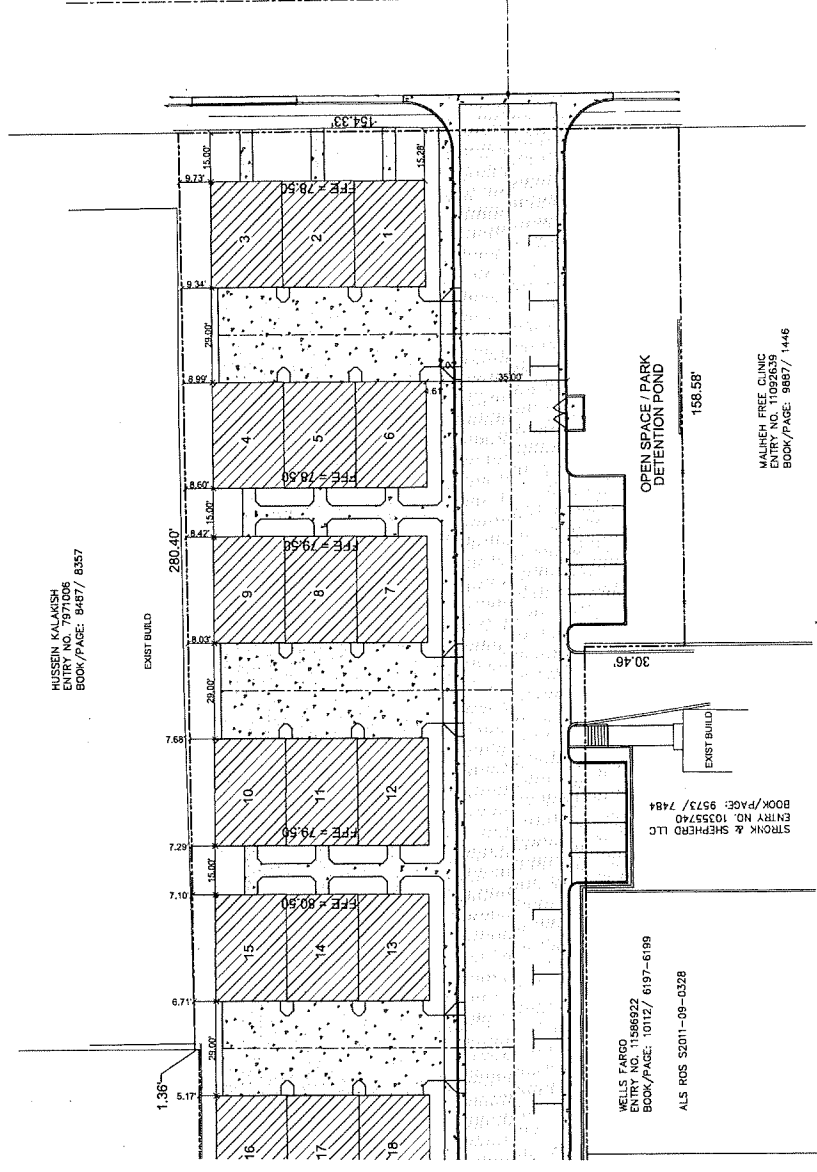 154.33'
15.00'
15.28'
9.73'
FFE = 78.50
3
2
1
9.34'
29.00'
8.99'
35.00'
4
5
6
FFE = 78.50
8.60'
15.00'
8.42'
FFE = 79.50
9
8
7
8.03'
29.00'
7.68'
10
11
12
FFE = 79.50
7.29'
15.00'
7.10'
FFE = 80.50
15
14
13
6.71'
29.00'
5.17'
16
17
18
1.36'
280.40'
HUSSEIN KALAKISH
ENTRY NO. 7971006
BOOK/PAGE: 8487/ 8357
EXIST BUILD
OPEN SPACE / PARK
DETENTION POND
158.58'
MALIHEH FREE CLINIC
ENTRY NO. 11092639
BOOK/PAGE: 9887/ 1446
30.46'
EXIST BUILD
STRONK & SHEPHERD LLC
ENTRY NO. 10355740
BOOK/PAGE: 9573/ 7484
WELLS FARGO
ENTRY NO. 11586922
BOOK/PAGE: 10112/ 6197-6199
ALS ROS S2011-09-0328